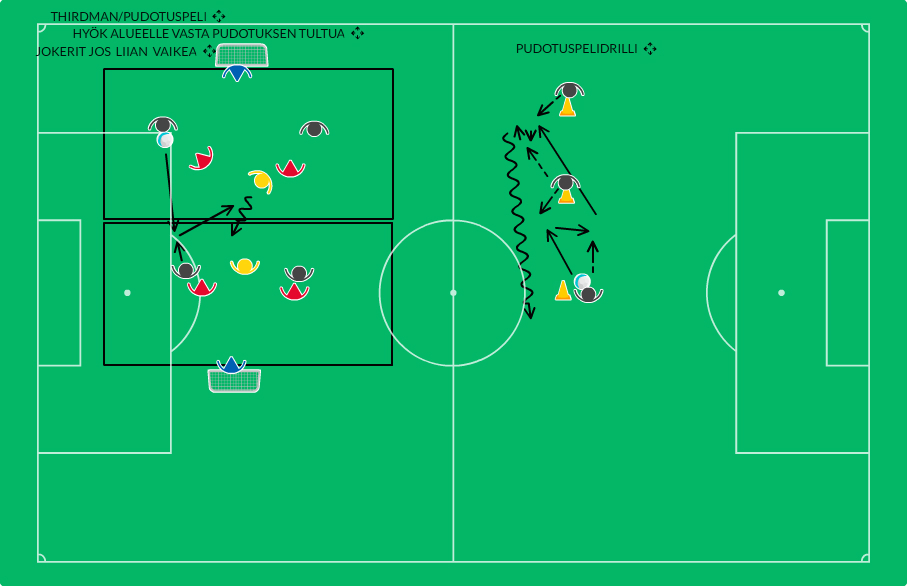 THIRDMAN/PUDOTUSPELI
HYÖK ALUEELLE VASTA PUDOTUKSEN TULTUA
JOKERIT JOS LIIAN VAIKEA
PUDOTUSPELIDRILLI